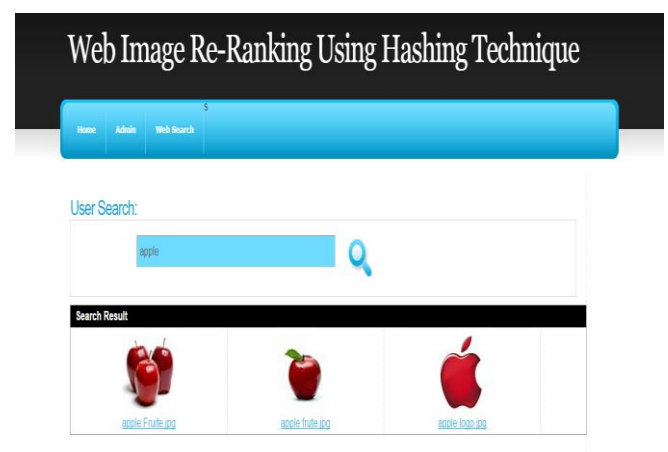 Web Image Re-Ranking Using Hashing Technique
$
Home Admin Web Search
User Search:
apple
Search Result
apple Fruite.jpg apple frute.jpg apple logo.jpg